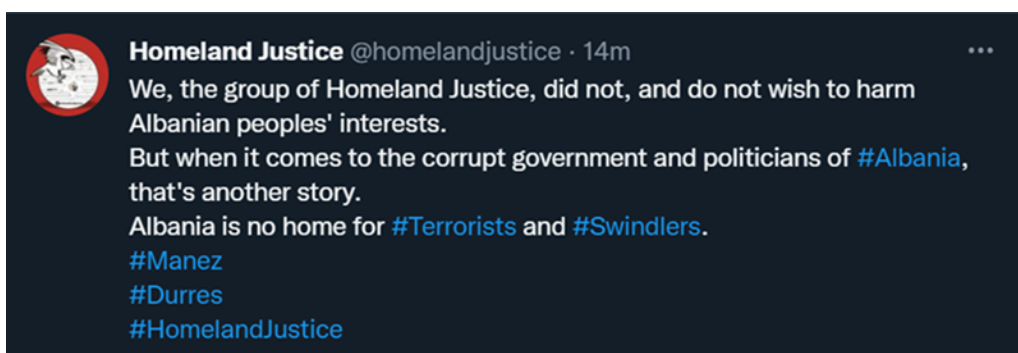 Homeland Justice @homelandjustice · 14m
We, the group of Homeland Justice, did not, and do not wish to harm
Albanian peoples' interests.
But when it comes to the corrupt government and politicians of #Albania,
that's another story.
Albania is no home for #Terrorists and #Swindlers.
#Manez
#Durres
#HomelandJustice